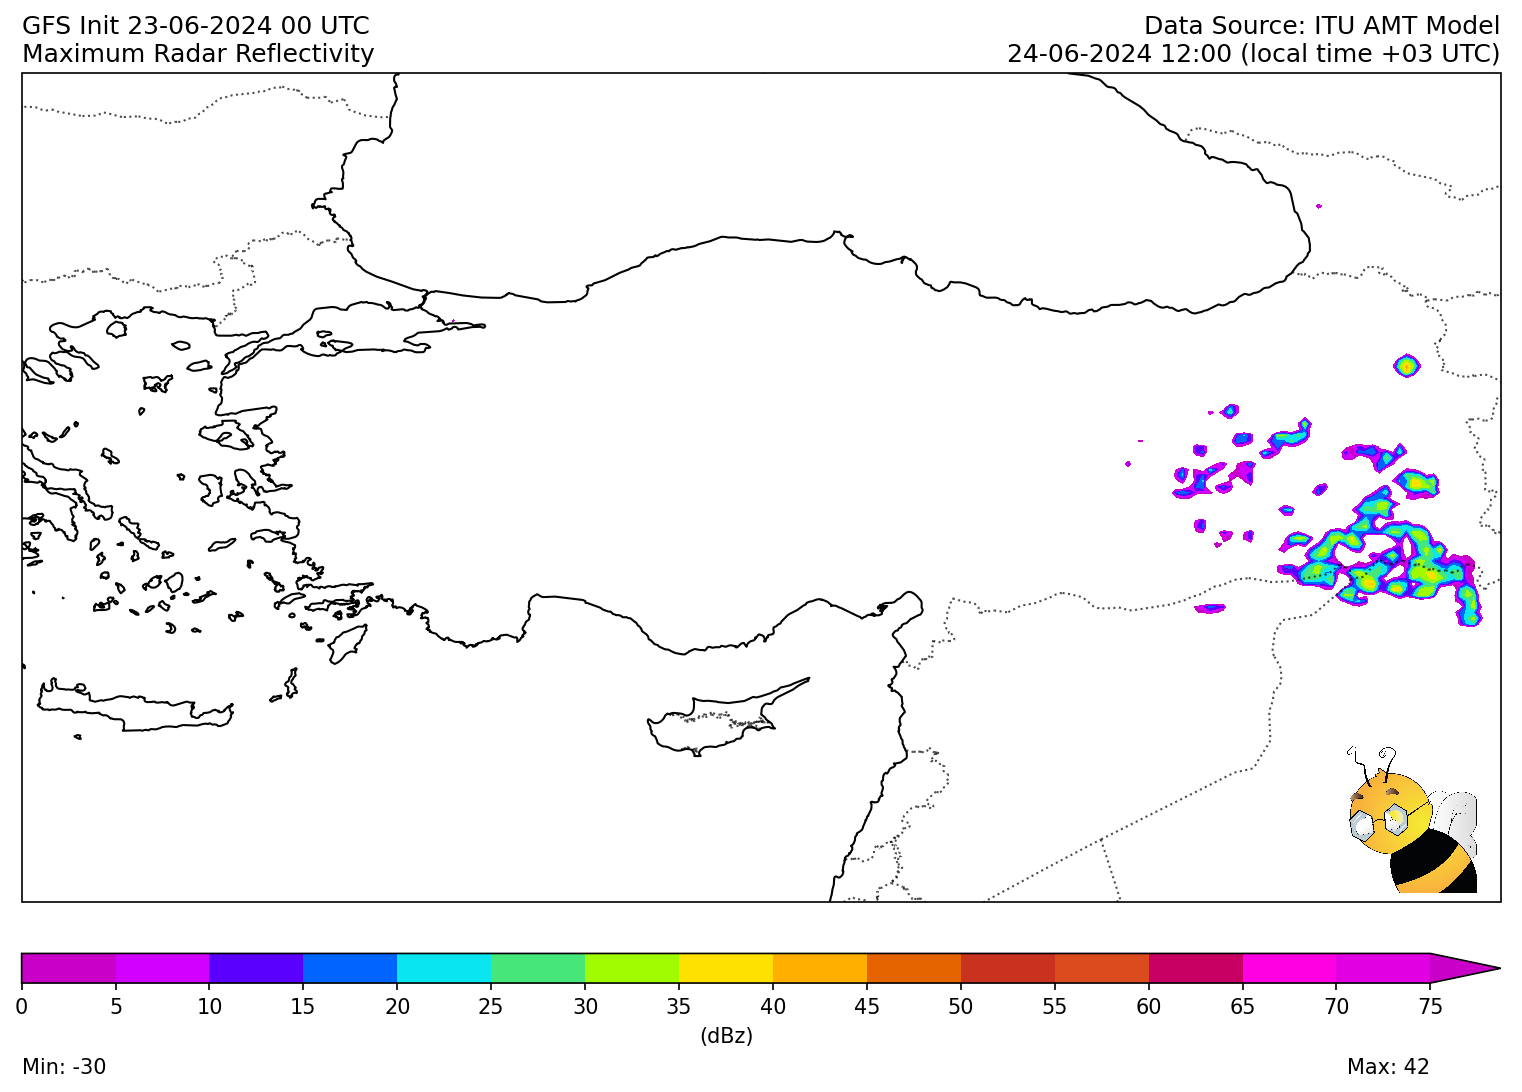 GFS Init 23-06-2024 00 UTC
Maximum Radar Reflectivity
Data Source: ITU AMT Model
24-06-2024 12:00 (local time +03 UTC)
0 5 10 15 20 25 30 35 40 45 50 55 60 65 70 75
(dBz)
Min: -30
Max: 42